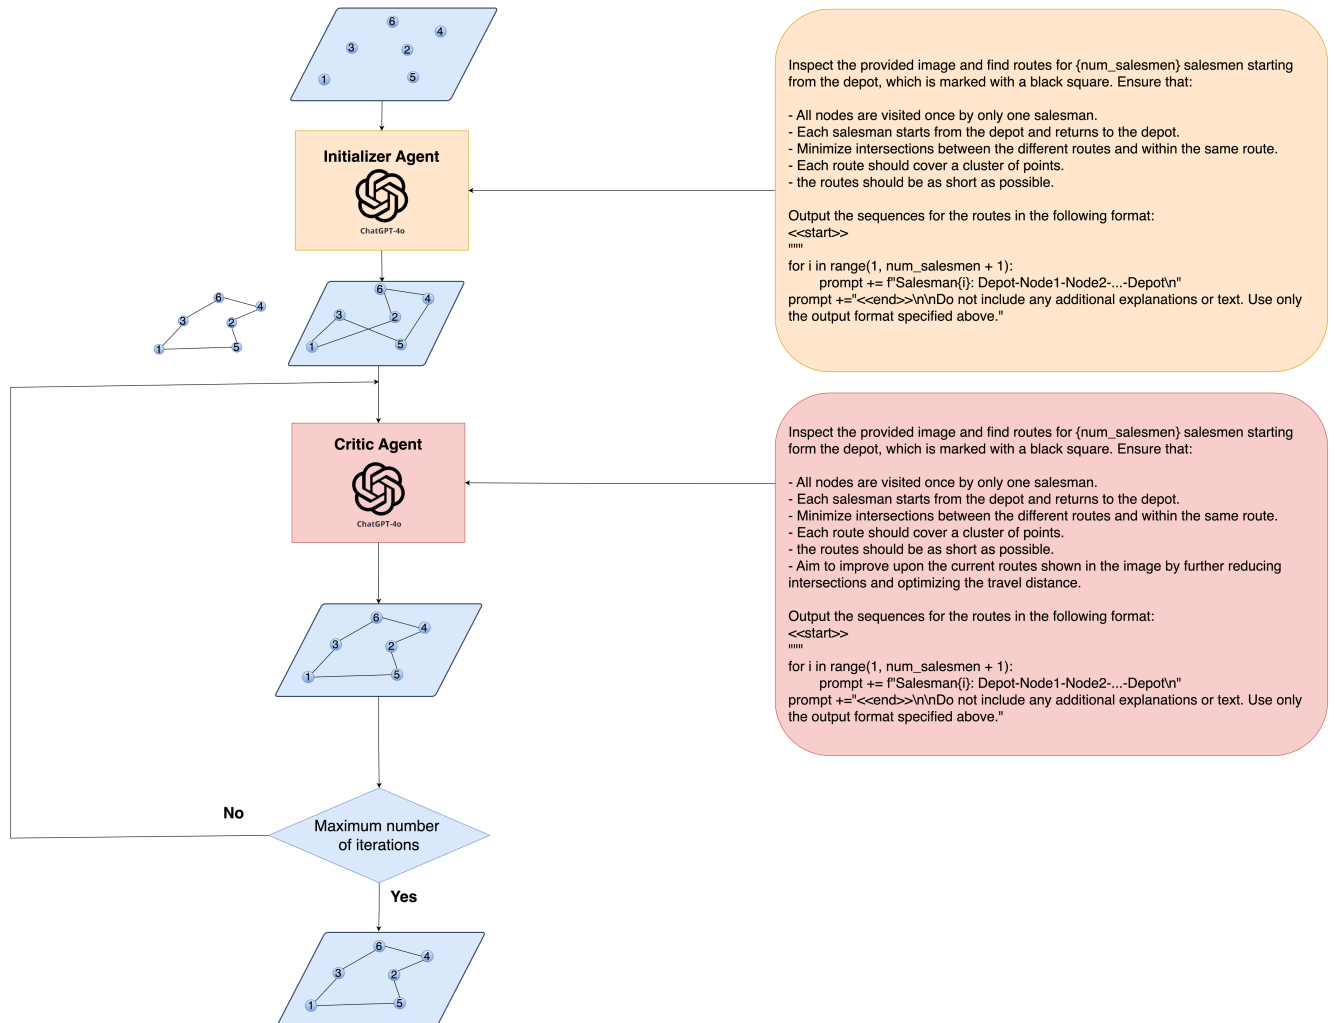 6
4
3
2
1
5
Initializer Agent
ChatGPT-4o
Inspect the provided image and find routes for {num_salesmen} salesmen starting
from the depot, which is marked with a black square. Ensure that:
- All nodes are visited once by only one salesman.
- Each salesman starts from the depot and returns to the depot.
- Minimize intersections between the different routes and within the same route.
- Each route should cover a cluster of points.
- the routes should be as short as possible.
Output the sequences for the routes in the following format:
<<start>>
"""
for i in range(1, num_salesmen + 1):
prompt += f"Salesman{i}: Depot-Node1-Node2-...-Depot\n"
prompt +="<<end>>\n\nDo not include any additional explanations or text. Use only
the output format specified above."
6
4
3
2
1
5
6
4
3
2
1
5
Critic Agent
ChatGPT-4o
Inspect the provided image and find routes for {num_salesmen} salesmen starting
form the depot, which is marked with a black square. Ensure that:
- All nodes are visited once by only one salesman.
- Each salesman starts from the depot and returns to the depot.
- Minimize intersections between the different routes and within the same route.
- Each route should cover a cluster of points.
- the routes should be as short as possible.
- Aim to improve upon the current routes shown in the image by further reducing
intersections and optimizing the travel distance.
Output the sequences for the routes in the following format:
<<start>>
"""
for i in range(1, num_salesmen + 1):
prompt += f"Salesman{i}: Depot-Node1-Node2-...-Depot\n"
prompt +="<<end>>\n\nDo not include any additional explanations or text. Use only
the output format specified above."
6
4
3
2
1
5
No
Maximum number
of iterations
Yes
6
4
3
2
1
5